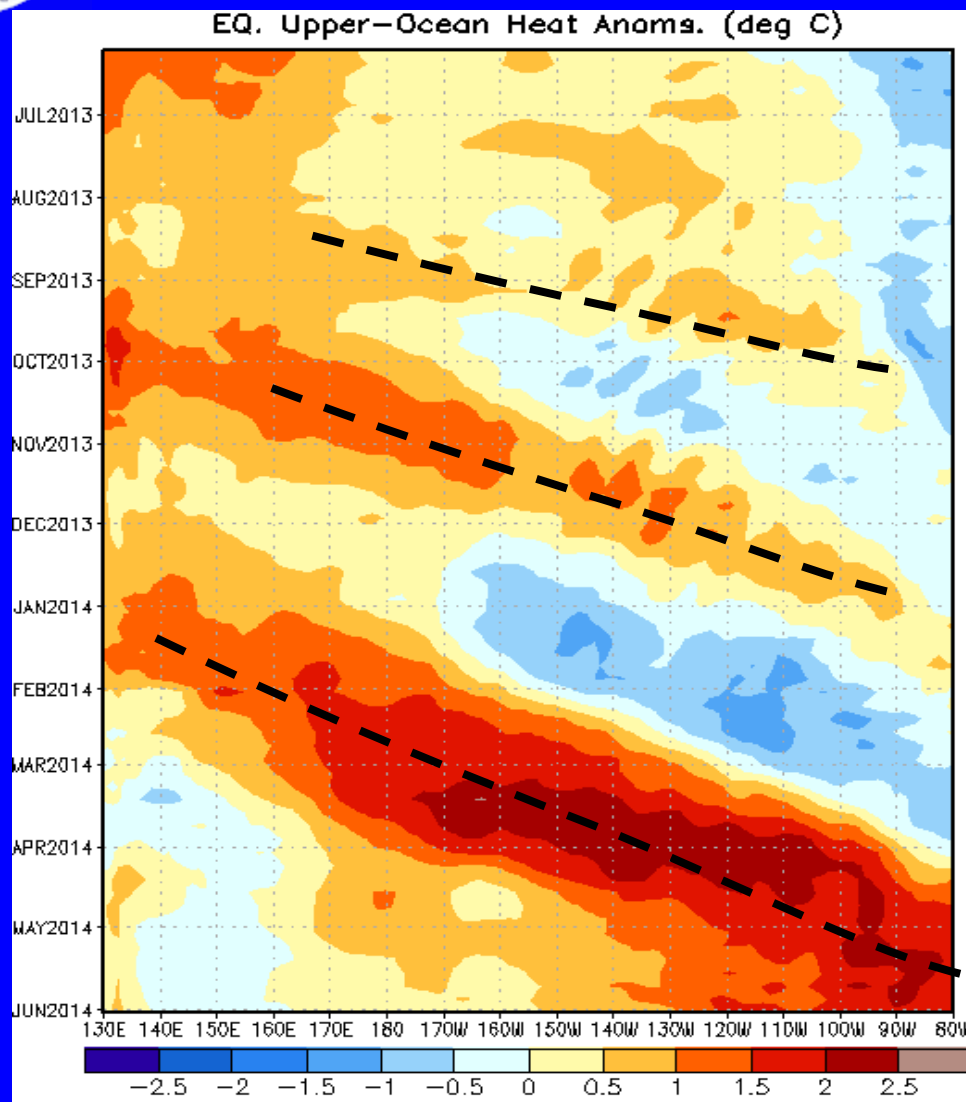 EQ. Upper-Ocean Heat Anoms. (deg C)
JUL2013
AUG2013
SEP2013
OCT2013
NOV2013
DEC2013
JAN2014
FEB2014
MAR2014
APR2014
MAY2014
JUN2014
130E 140E 150E 160E 170E 180 170W 160W 150W 140W 130W 120W 110W 100W 90W 80W
-2.5 -2 -1.5 -1 -0.5 0 0.5 1 1.5 2 2.5